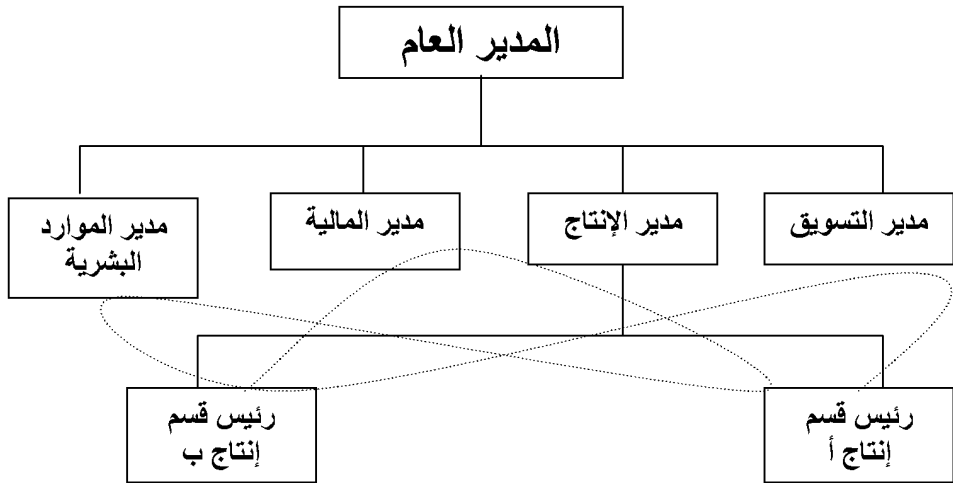 المدير العام
مدير التسويق
مدير الإنتاج
مدير المالية
مدير الموارد
البشرية
رئيس قسم
إنتاج أ
رئيس قسم
إنتاج ب